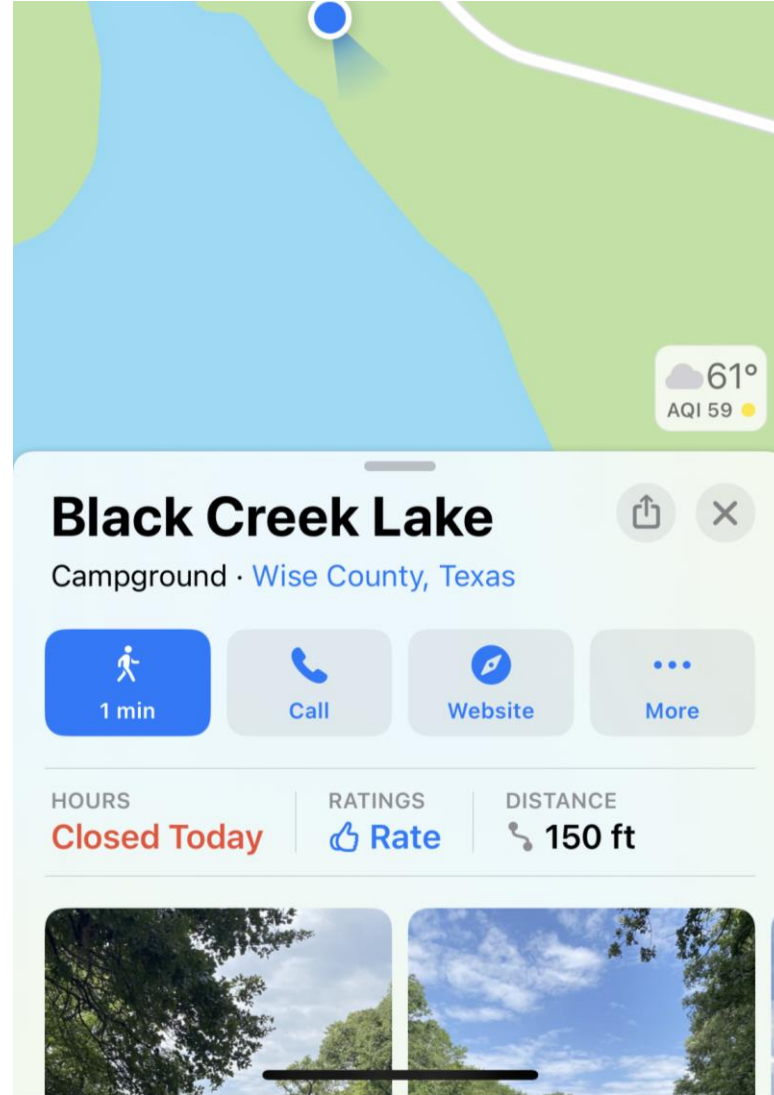 61°
AQI 59
Black Creek Lake
Campground · Wise County, Texas
1 min
Call
Website
More
HOURS
RATINGS
DISTANCE
Closed Today
Rate
150 ft